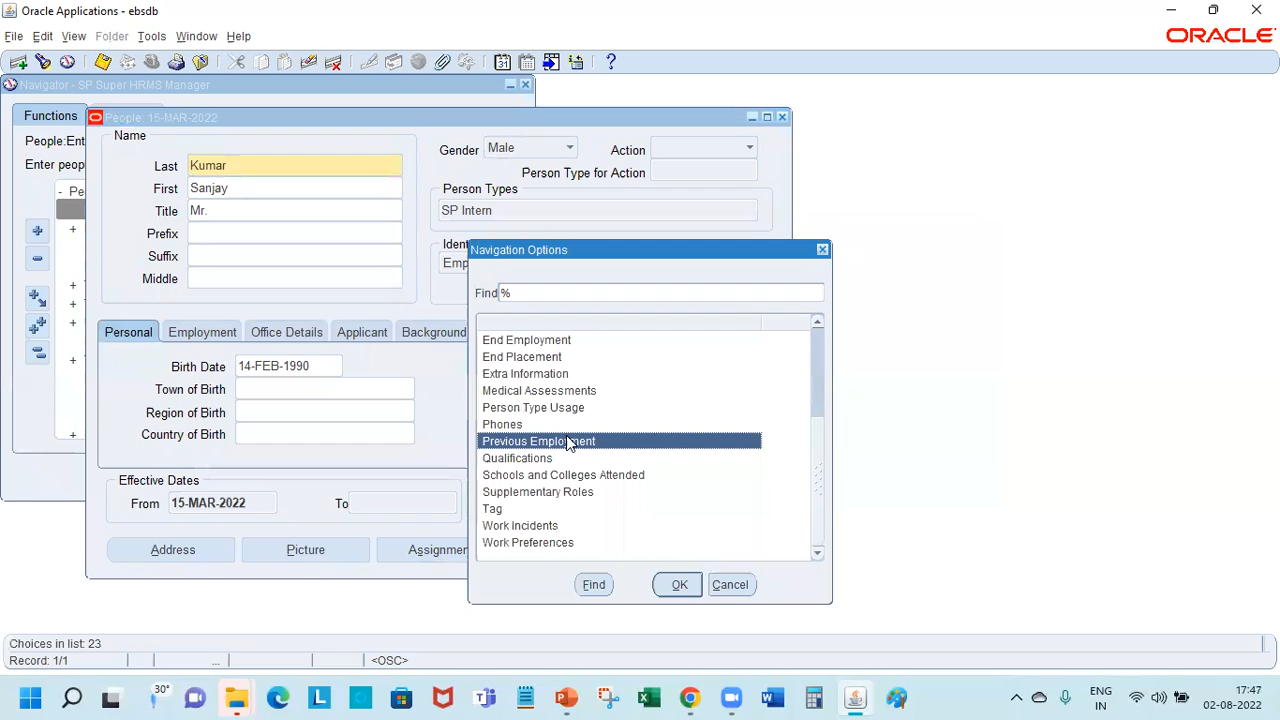 Oracle Applications - ebsdb
File Edit View Folder Tools Window Help
ORACLE
Navigator - SP Super HRMS Manager
Functions
People:Ent
Enter peopl
- Pe
People: 15-MAR-2022
Name
Last Kumar
First Sanjay
Title Mr.
Prefix
Suffix
Middle
Gender Male
Action
Person Type for Action
Person Types
SP Intern
Ident
Emp
Personal Employment Office Details Applicant Background
Birth Date 14-FEB-1990
Town of Birth
Region of Birth
Country of Birth
Effective Dates
From 15-MAR-2022 To
Address Picture Assignmen
Navigation Options
Find %
End Employment
End Placement
Extra Information
Medical Assessments
Person Type Usage
Phones
Previous Employment
Qualifications
Schools and Colleges Attended
Supplementary Roles
Tag
Work Incidents
Work Preferences
Find OK Cancel
Choices in list: 23
Record: 1/1 ... <OSC>
30°
ENG
IN
17:47
02-08-2022